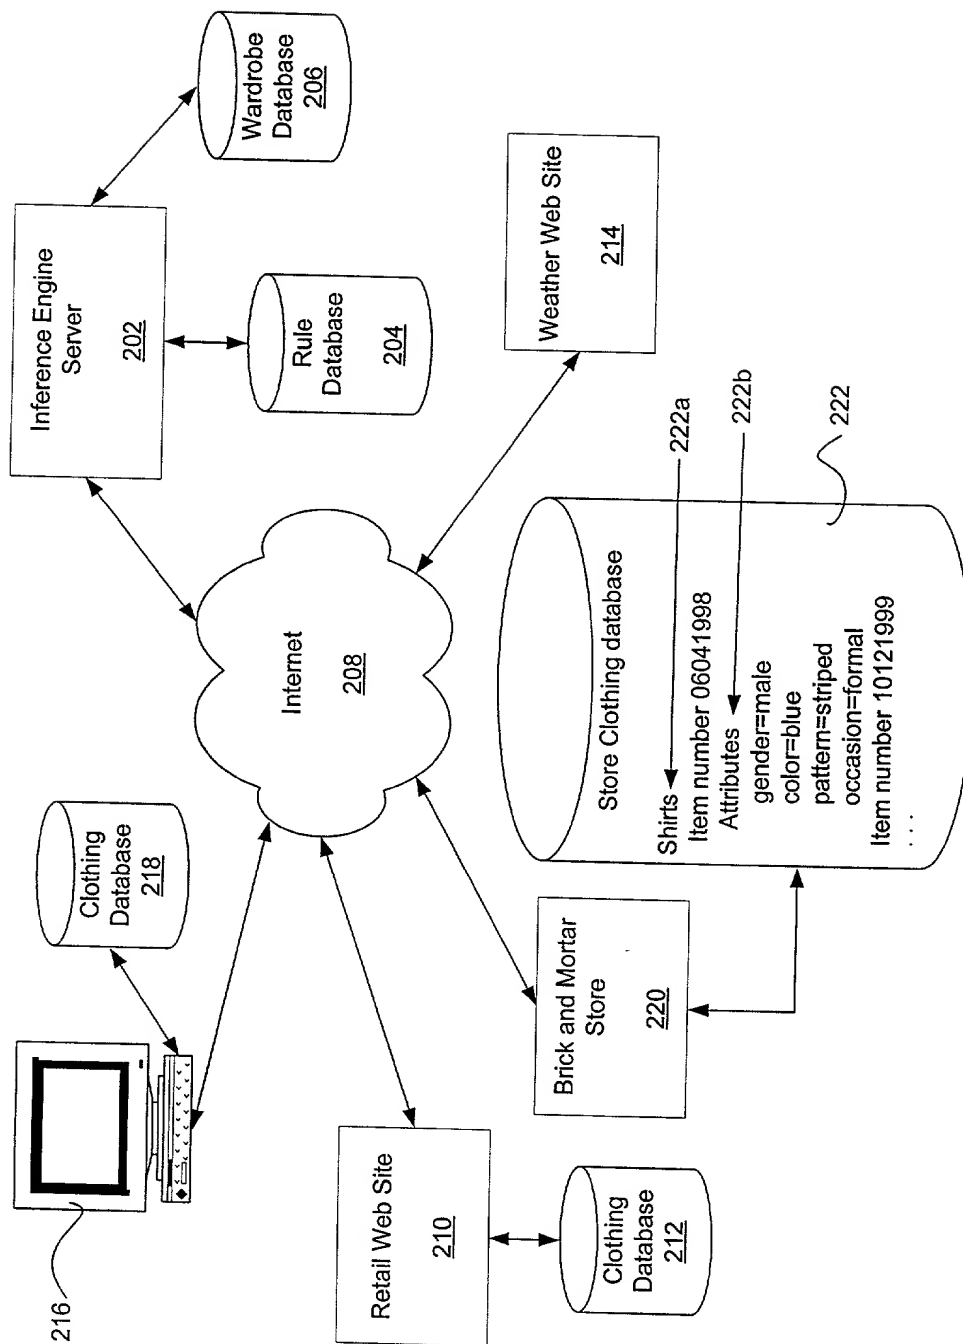 216
Clothing
Database
218
Inference Engine
Server
202
Wardrobe
Database
206
Rule
Database
204
Internet
208
Retail Web Site
210
Clothing
Database
212
Brick and Mortar
Store
220
Weather Web Site
214
Store Clothing database
Shirts
222a
Item number 06041998
Attributes
222b
gender=male
color=blue
pattern=striped
occasion=formal
Item number 10121999
. . .
222